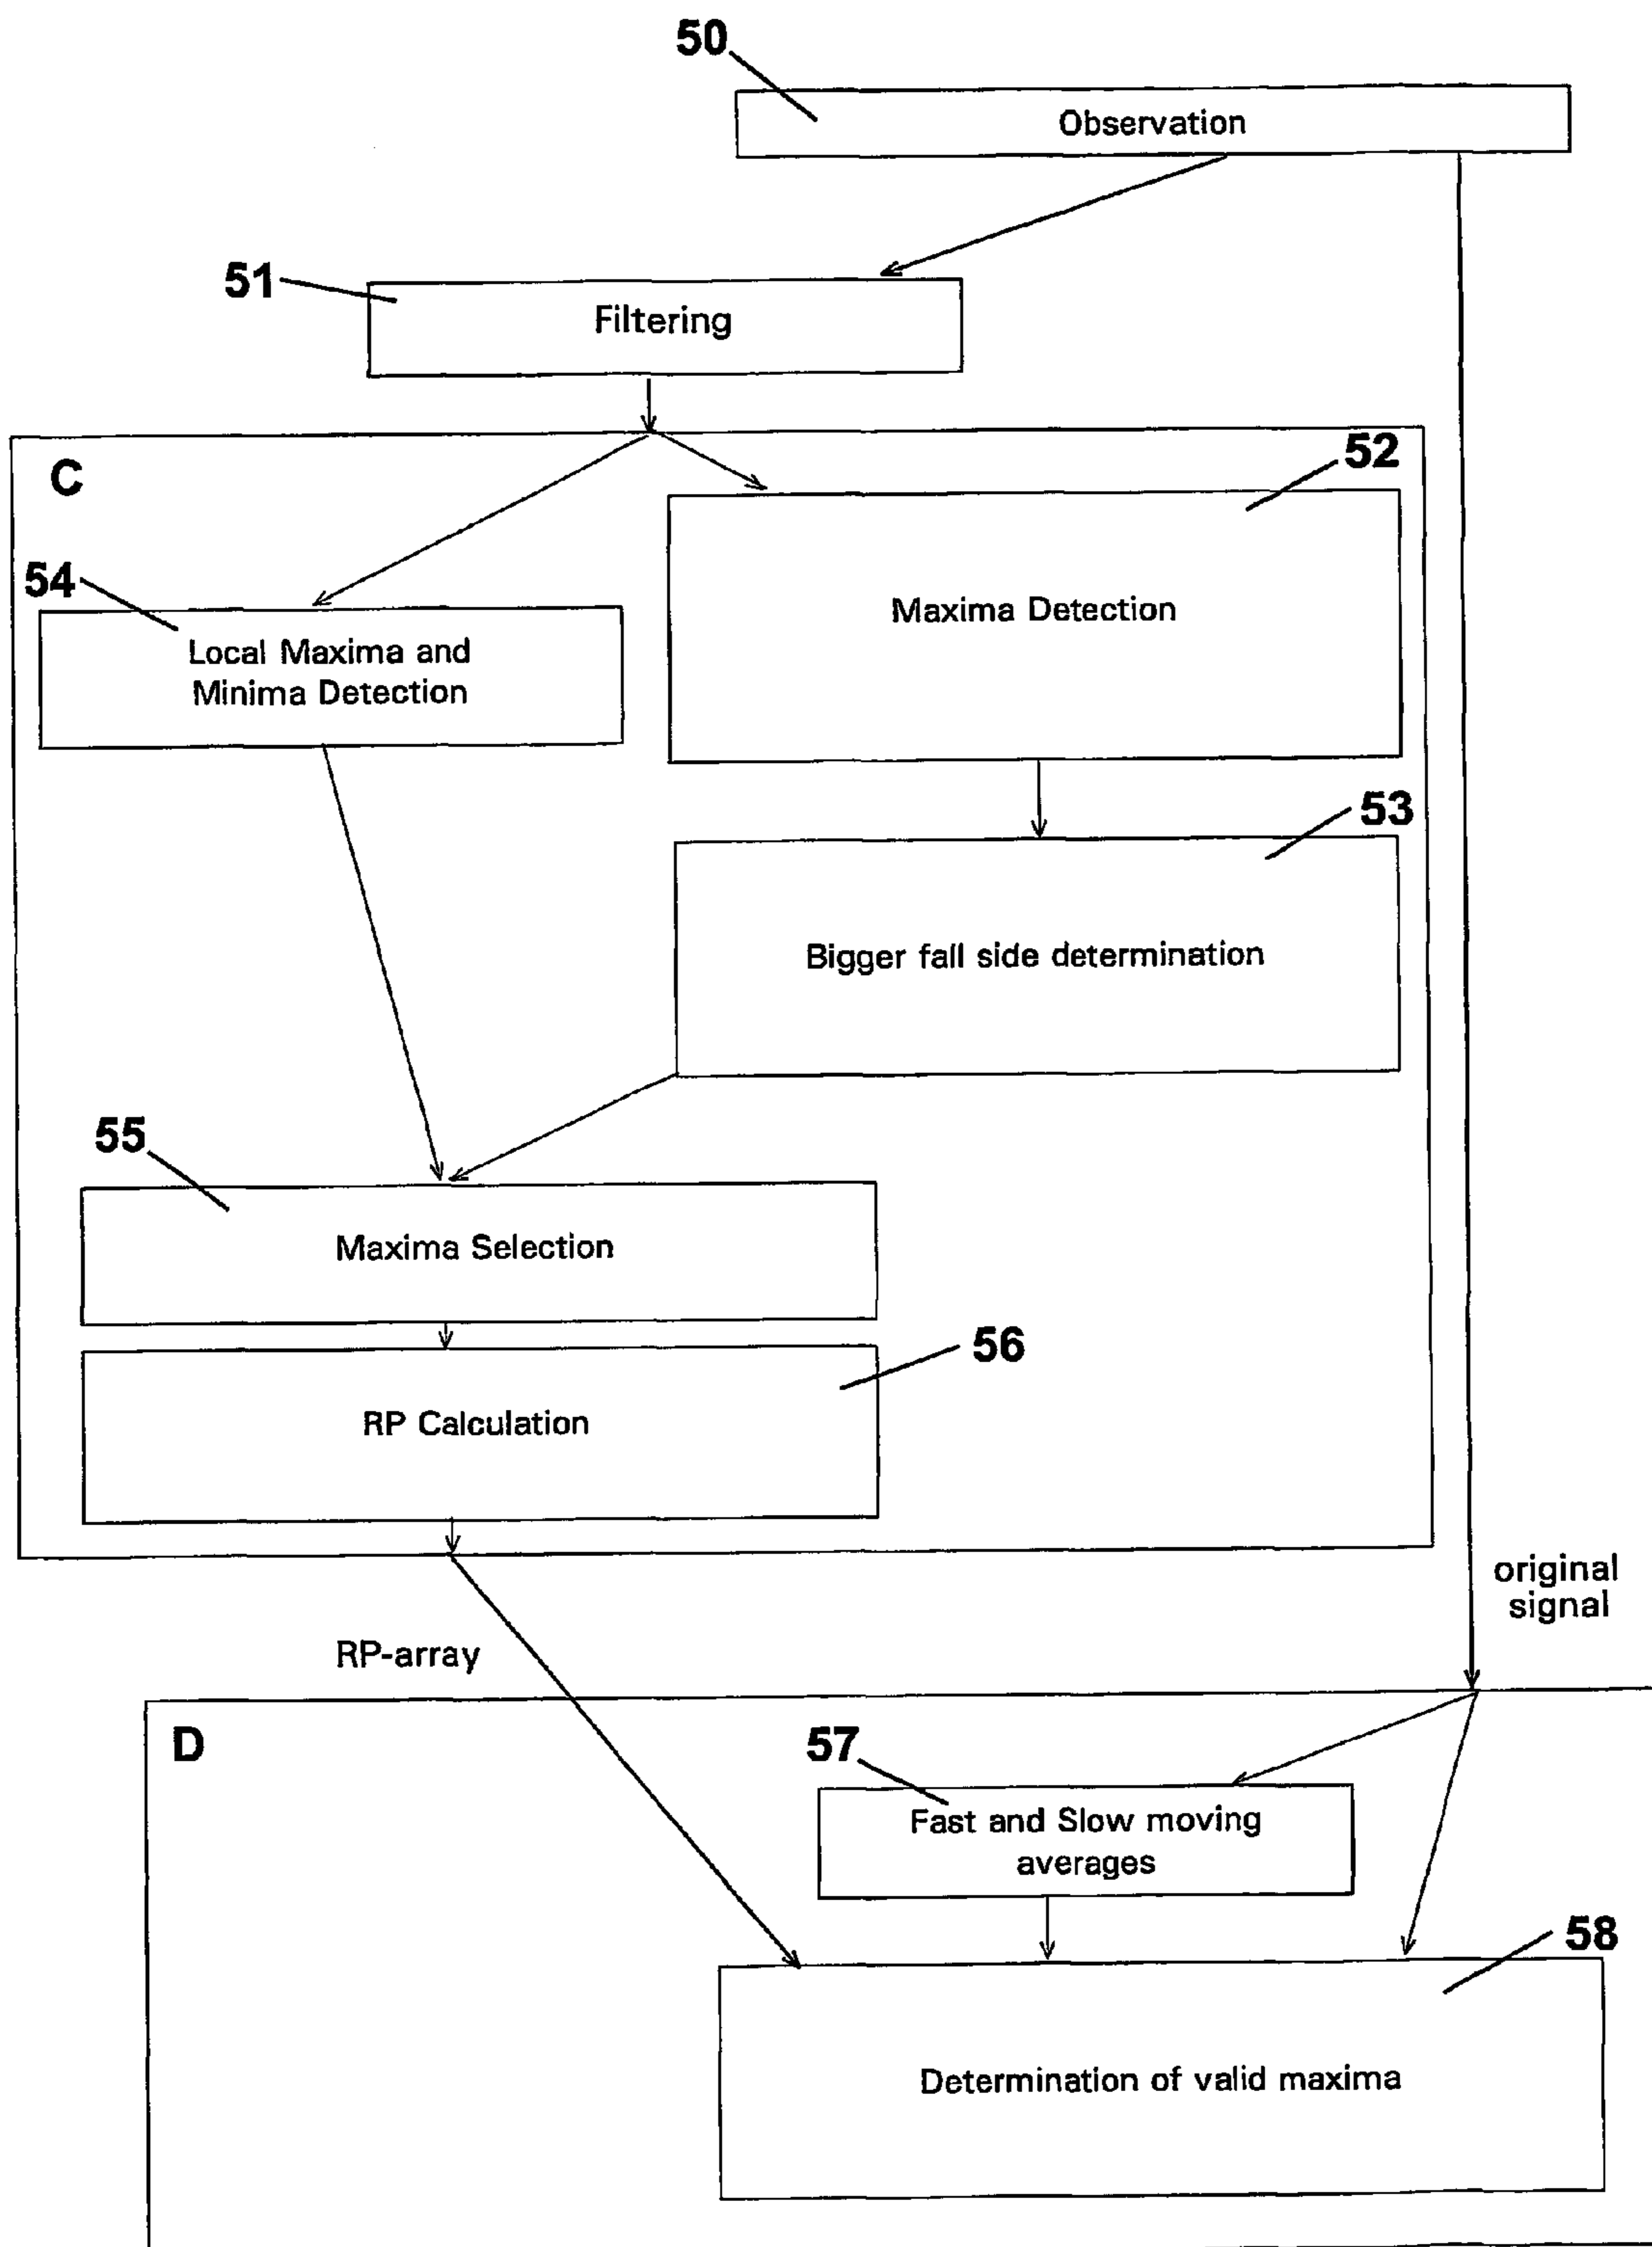 50
Observation
51
Filtering
C
52
54
Local Maxima and
Minima Detection
Maxima Detection
53
Bigger fall side determination
55
Maxima Selection
56
RP Calculation
original
signal
RP-array
D
57
Fast and Slow moving
averages
58
Determination of valid maxima